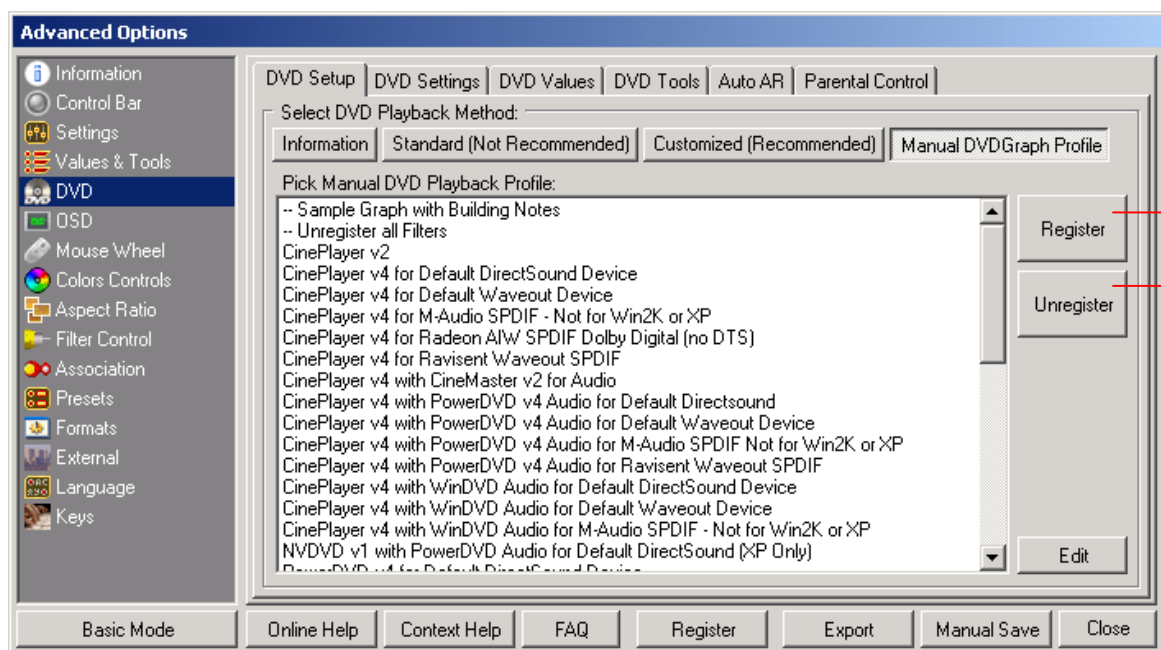 Advanced Options
Information
Control Bar
Settings
Values & Tools
DVD
OSD
Mouse Wheel
Colors Controls
Aspect Ratio
Filter Control
Association
Presets
Formats
External
Language
Keys
DVD Setup
DVD Settings
DVD Values
DVD Tools
Auto AR
Parental Control
Select DVD Playback Method:
Information
Standard (Not Recommended)
Customized (Recommended)
Manual DVDGraph Profile
Pick Manual DVD Playback Profile:
-- Sample Graph with Building Notes
-- Unregister all Filters
CinePlayer v2
CinePlayer v4 for Default DirectSound Device
CinePlayer v4 for Default Waveout Device
CinePlayer v4 for M-Audio SPDIF - Not for Win2K or XP
CinePlayer v4 for Radeon AIW SPDIF Dolby Digital (no DTS)
CinePlayer v4 for Ravisent Waveout SPDIF
CinePlayer v4 with CineMaster v2 for Audio
CinePlayer v4 with PowerDVD v4 Audio for Default Directsound
CinePlayer v4 with PowerDVD v4 Audio for Default Waveout Device
CinePlayer v4 with PowerDVD v4 Audio for M-Audio SPDIF Not for Win2K or XP
CinePlayer v4 with PowerDVD v4 Audio for Ravisent Waveout SPDIF
CinePlayer v4 with WinDVD Audio for Default DirectSound Device
CinePlayer v4 with WinDVD Audio for Default Waveout Device
CinePlayer v4 with WinDVD Audio for M-Audio SPDIF - Not for Win2K or XP
NVDVD v1 with PowerDVD Audio for Default DirectSound (XP Only)
PowerDVD v4 for Default DirectSound Device
Register
Unregister
Edit
Basic Mode
Online Help
Context Help
FAQ
Register
Export
Manual Save
Close